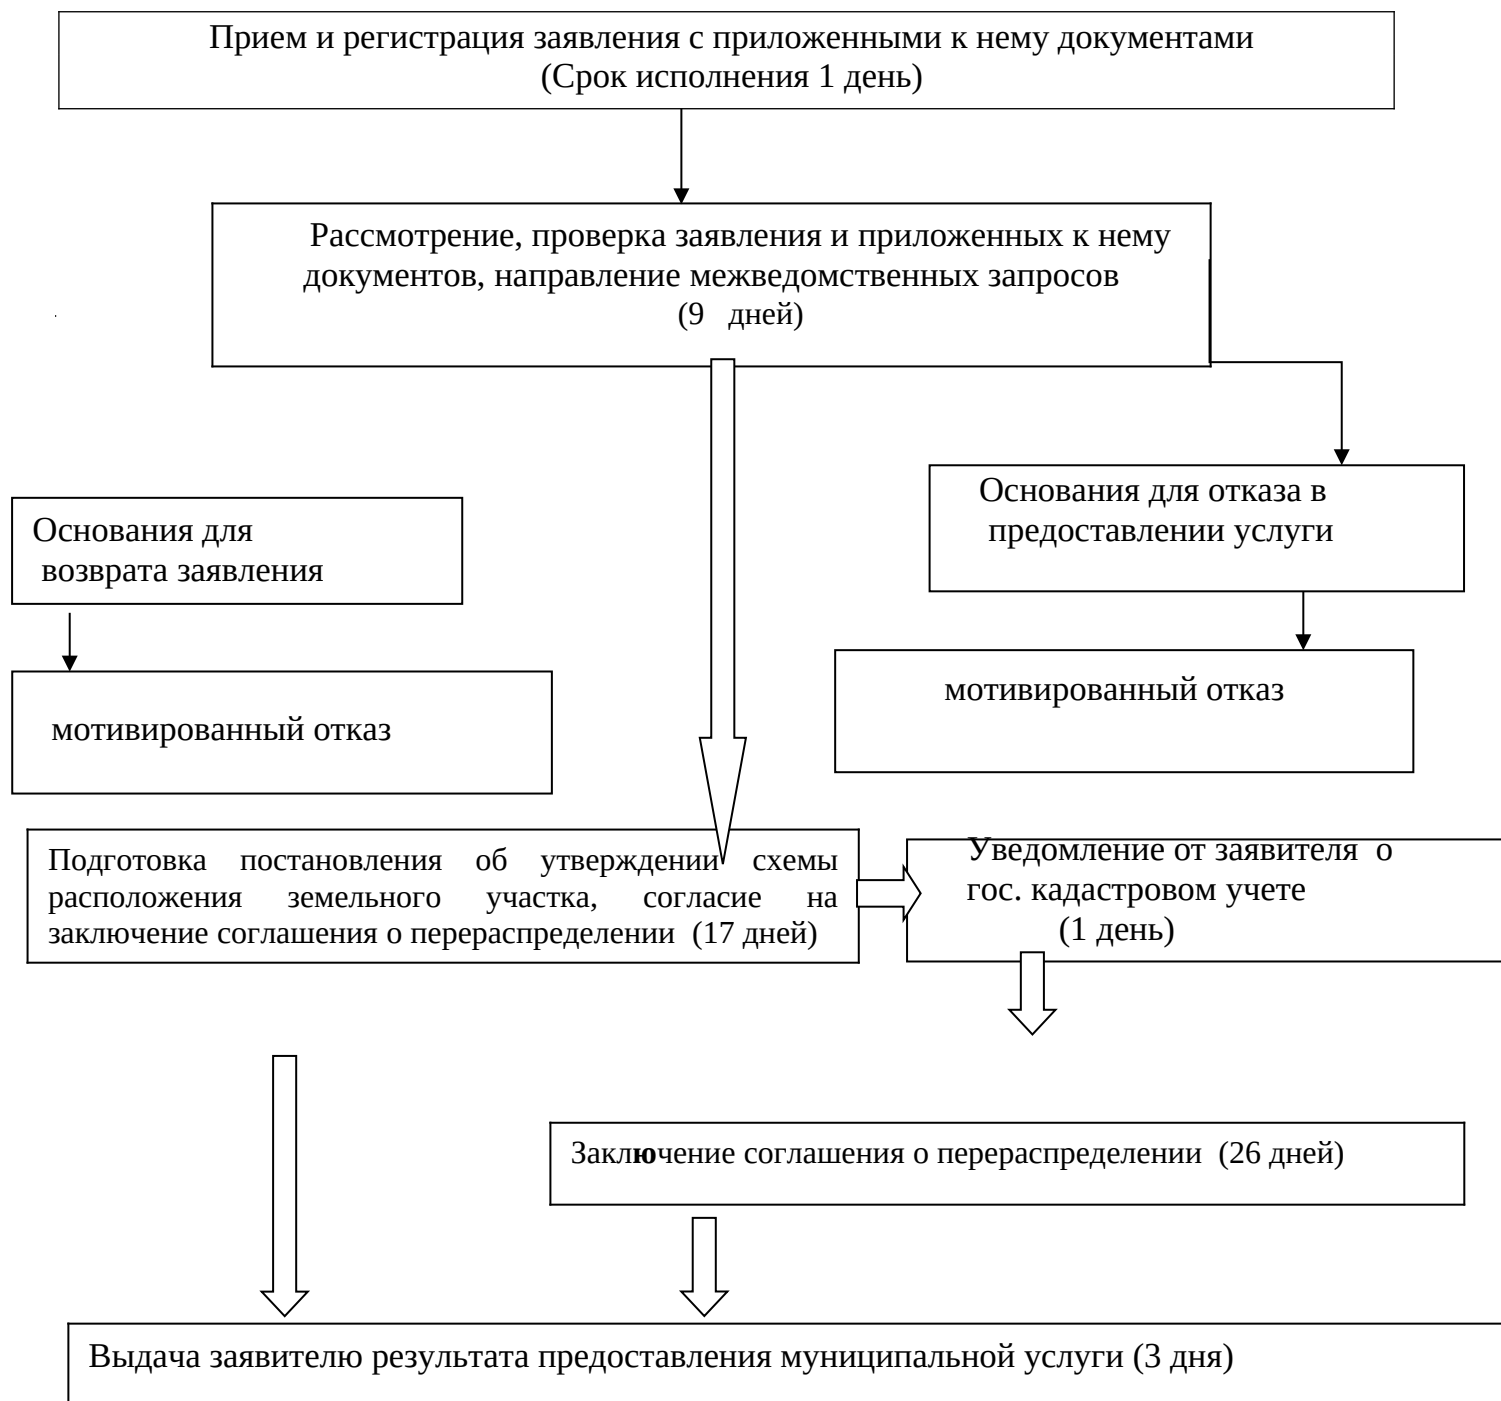 Прием и регистрация заявления с приложенными к нему документами
(Срок исполнения 1 день)
Рассмотрение, проверка заявления и приложенных к нему
документов, направление межведомственных запросов
(9 дней)
Основания для отказа в
предоставлении услуги
Основания для
возврата заявления
мотивированный отказ
мотивированный отказ
Подготовка постановления об утверждении схемы
расположения земельного участка, согласие на
заключение соглашения о перераспределении (17 дней)
Уведомление от заявителя о
гос. кадастровом учете
(1 день)
Заключение соглашения о перераспределении (26 дней)
Выдача заявителю результата предоставления муниципальной услуги (3 дня)